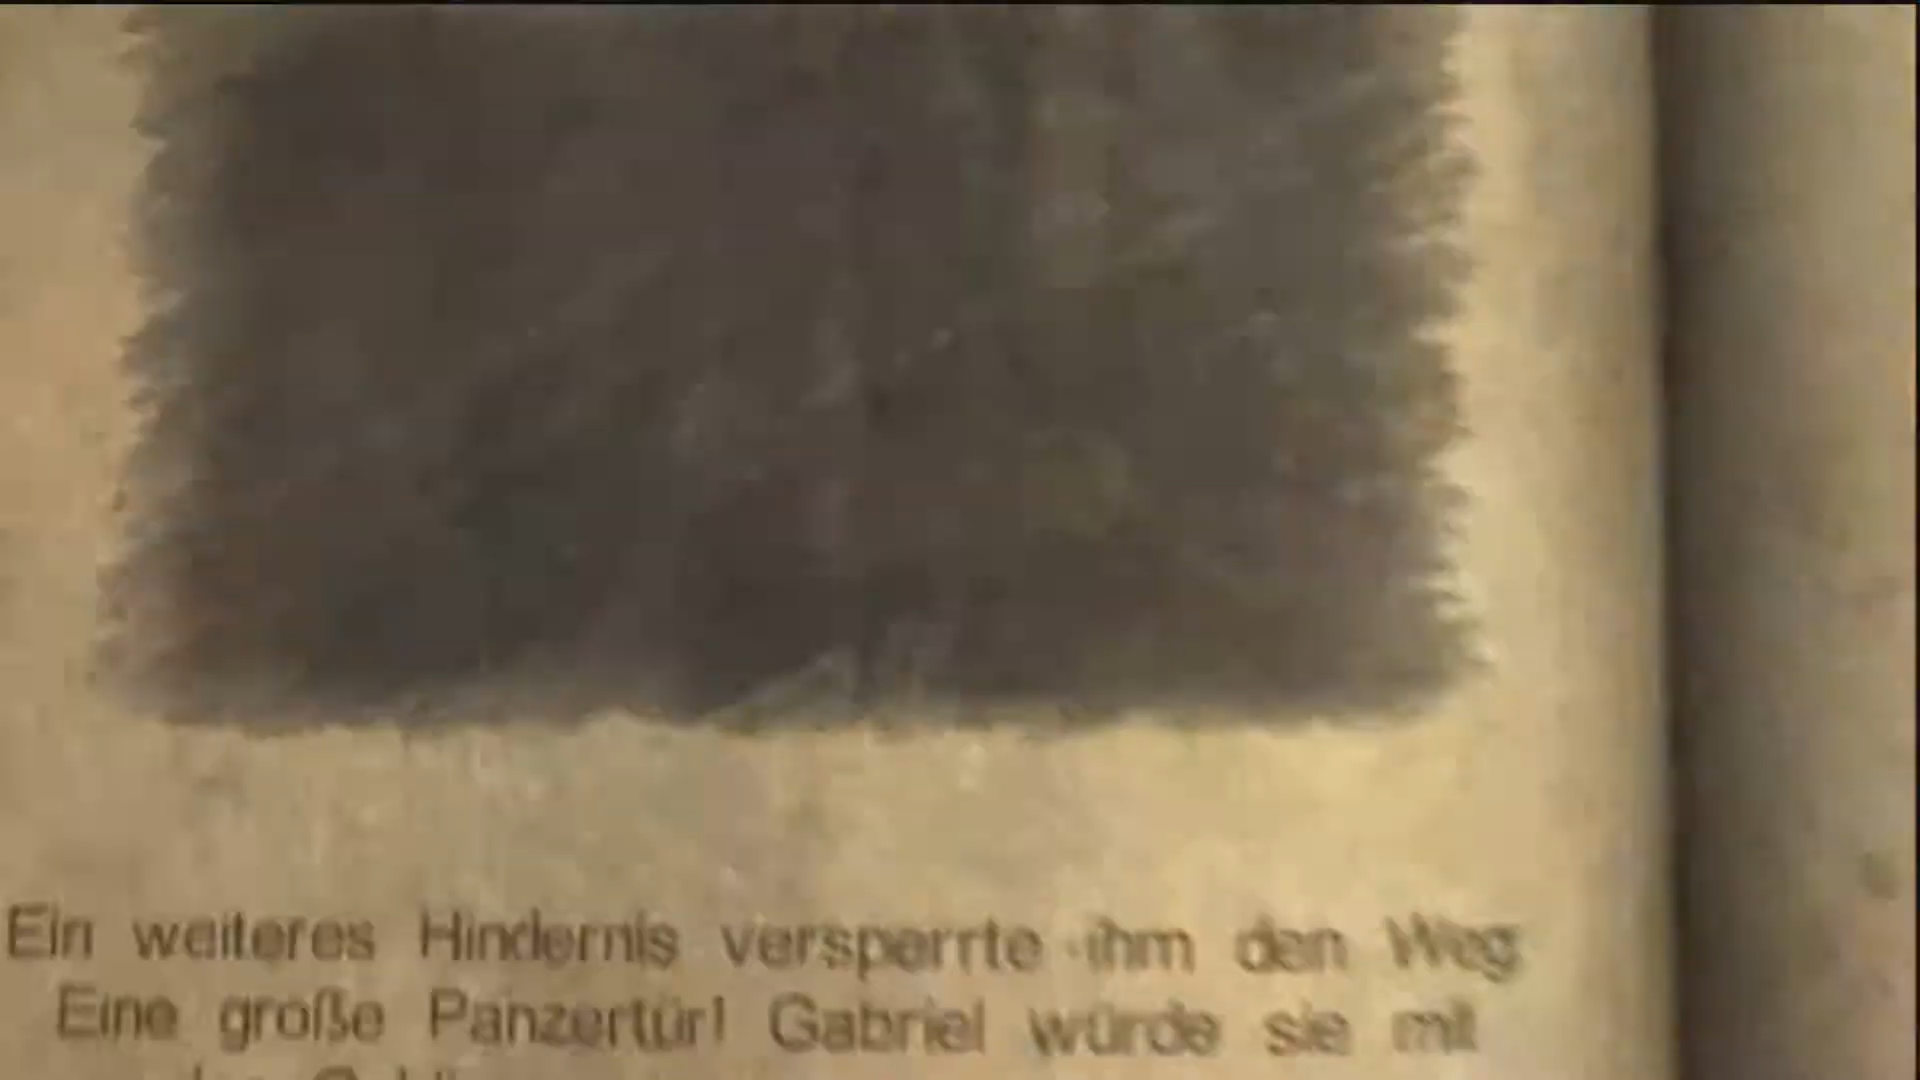 Ein weiteres Hindernis versperrte ihm den Weg
Eine große Panzertür! Gabriel würde sie mit